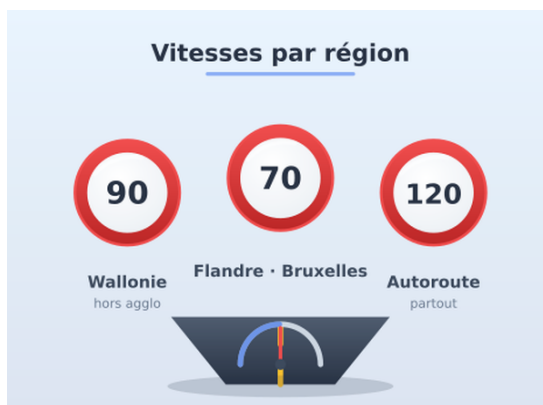 Vitesses par région
90
70
120
Wallonie
hors agglo
Flandre · Bruxelles
Autoroute
partout